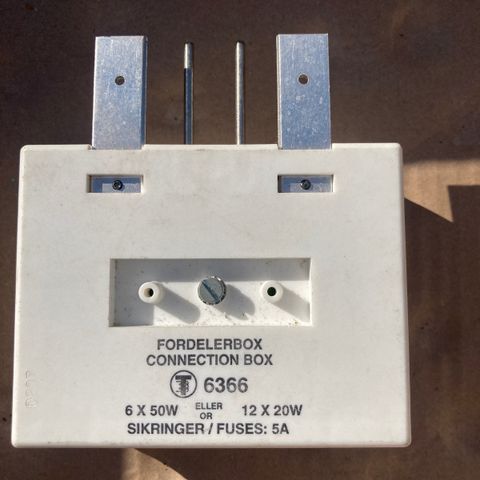 FORDELERBOX
CONNECTION BOX
T 6366
6 X 50W ELLER OR 12 X 20W
SIKRINGER / FUSES: 5A